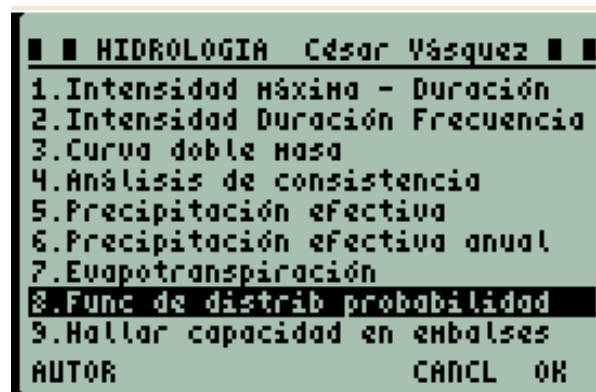 HIDROLOGIA César Vásquez
1.Intensidad máxima - Duración
2.Intensidad Duración Frecuencia
3.Curva doble masa
4.Análisis de consistencia
5.Precipitación efectiva
6.Precipitación efectiva anual
7.Evapotranspiración
8.Func de distrib probabilidad
9.Hallar capacidad en embalses
AUTOR CANCL OK